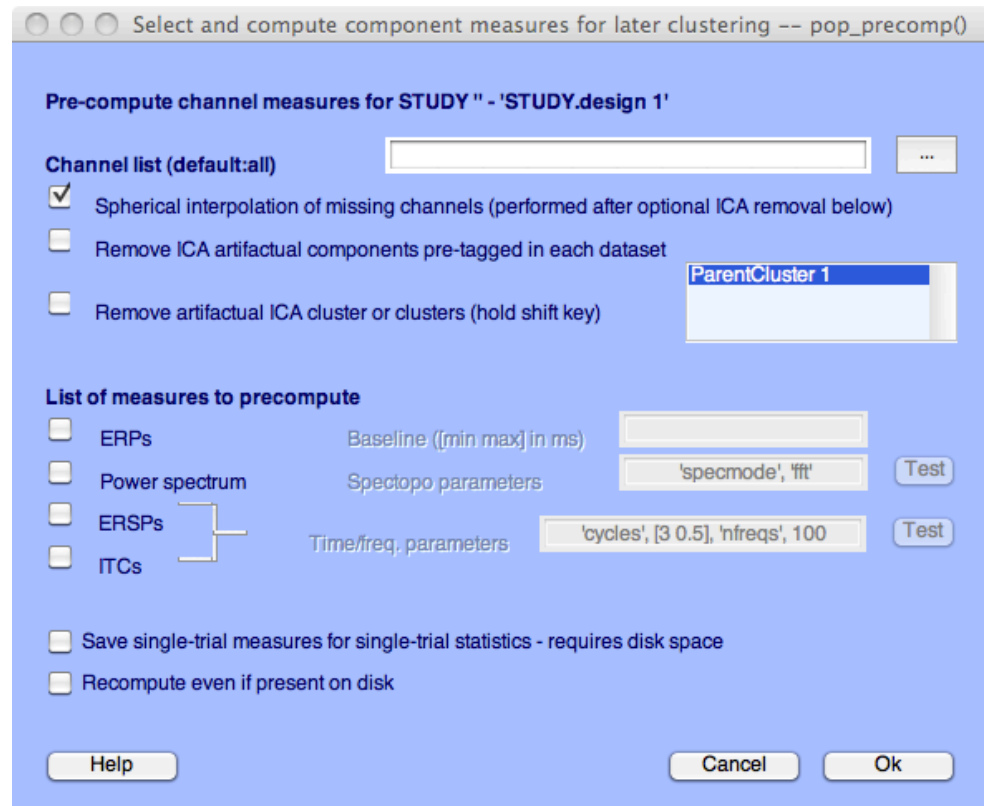 Select and compute component measures for later clustering -- pop_precomp()
Pre-compute channel measures for STUDY '' - 'STUDY.design 1'
Channel list (default:all)
...
Spherical interpolation of missing channels (performed after optional ICA removal below)
Remove ICA artifactual components pre-tagged in each dataset
ParentCluster 1
Remove artifactual ICA cluster or clusters (hold shift key)
List of measures to precompute
ERPs Baseline ([min max] in ms)
Power spectrum Spectopo parameters 'specmode', 'fft' Test
ERSPs
Time/freq. parameters 'cycles', [3 0.5], 'nfreqs', 100 Test
ITCs
Save single-trial measures for single-trial statistics - requires disk space
Recompute even if present on disk
Help Cancel Ok